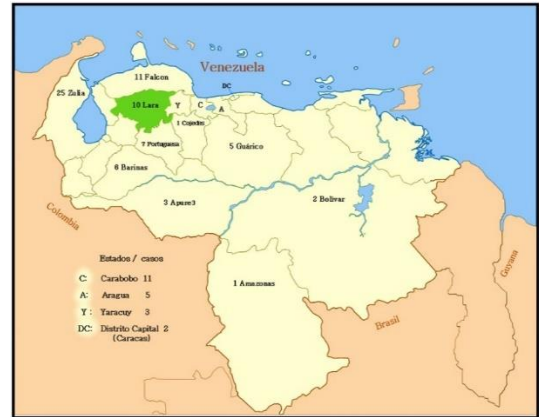 11 Falcon
Venezuela
DC
25 Zulia
10 Lara
Y
C
A
1 Cojedes
7 Portuguesa
5 Guárico
6 Barinas
3 Apure3
2 Bolivar
Colombia
1 Amazonas
Brasil
Guyana
Estados / casos
C: Carabobo 11
A: Aragua 5
Y: Yaracuy 3
DC: Distrito Capital 2
(Caracas)